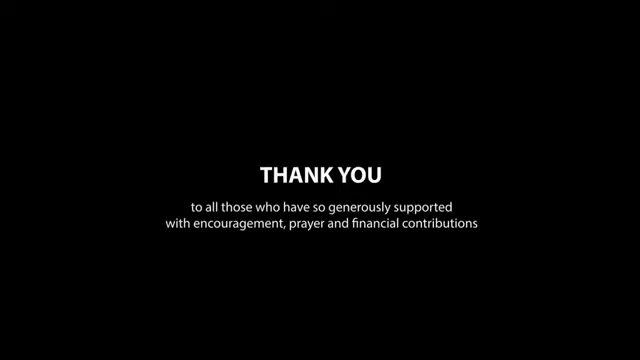 THANK YOU
to all those who have so generously supported
with encouragement, prayer and financial contributions